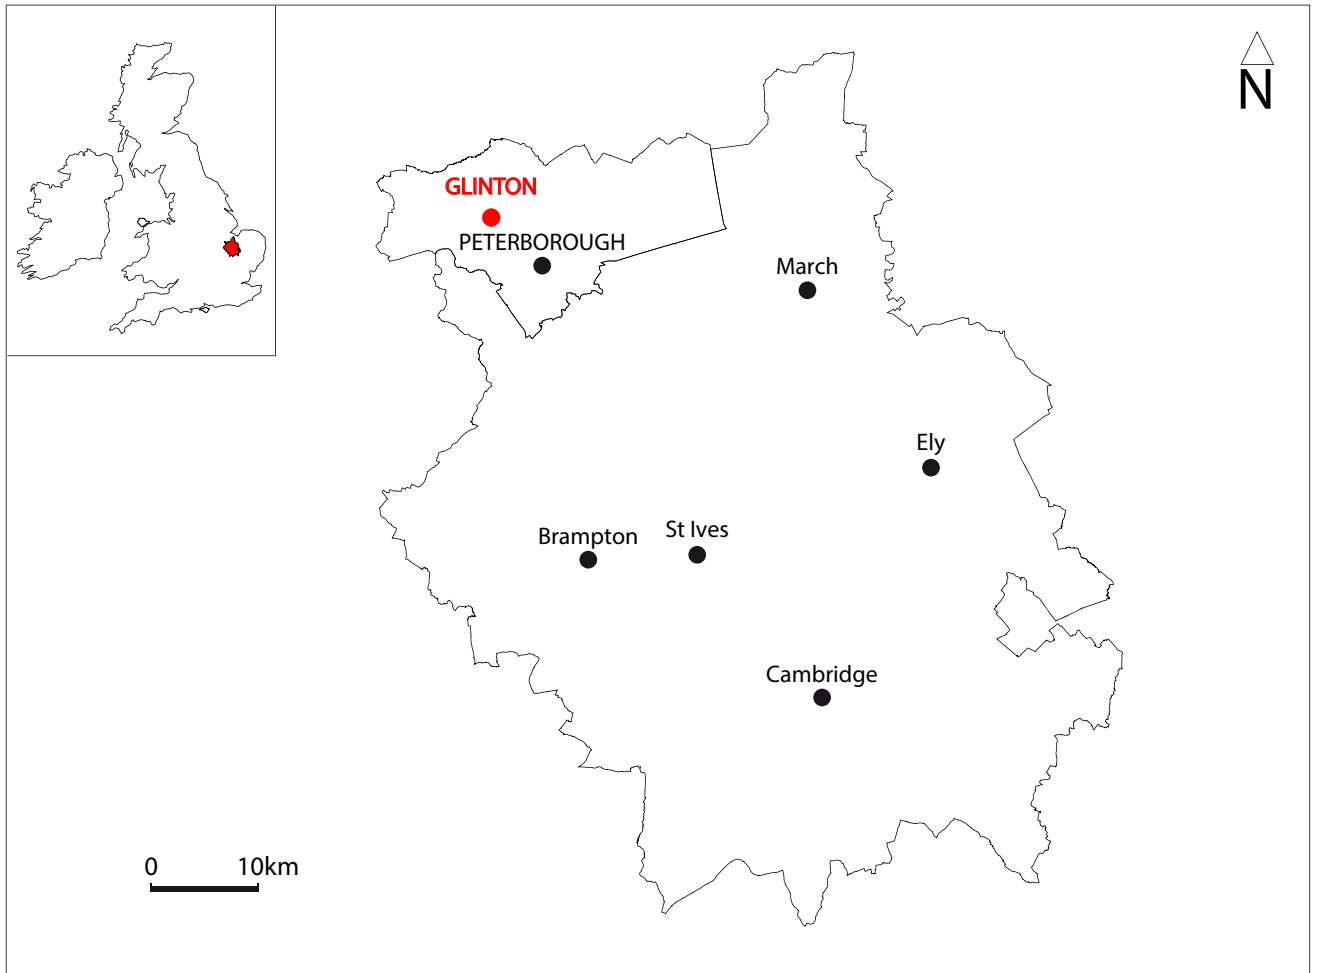 N
GLINTON
PETERBOROUGH
March
Ely
Brampton
St Ives
Cambridge
0 10km